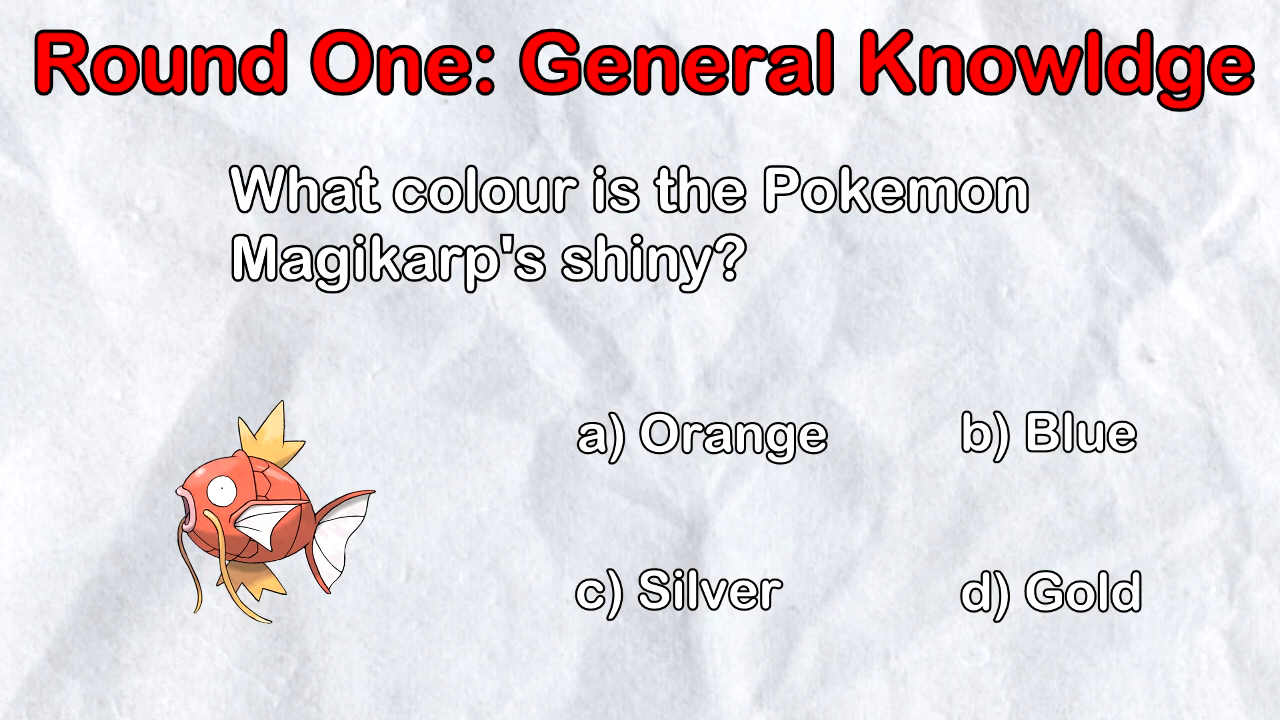 Round One: General Knowldge
What colour is the Pokemon
Magikarp's shiny?
a) Orange
b) Blue
c) Silver
d) Gold